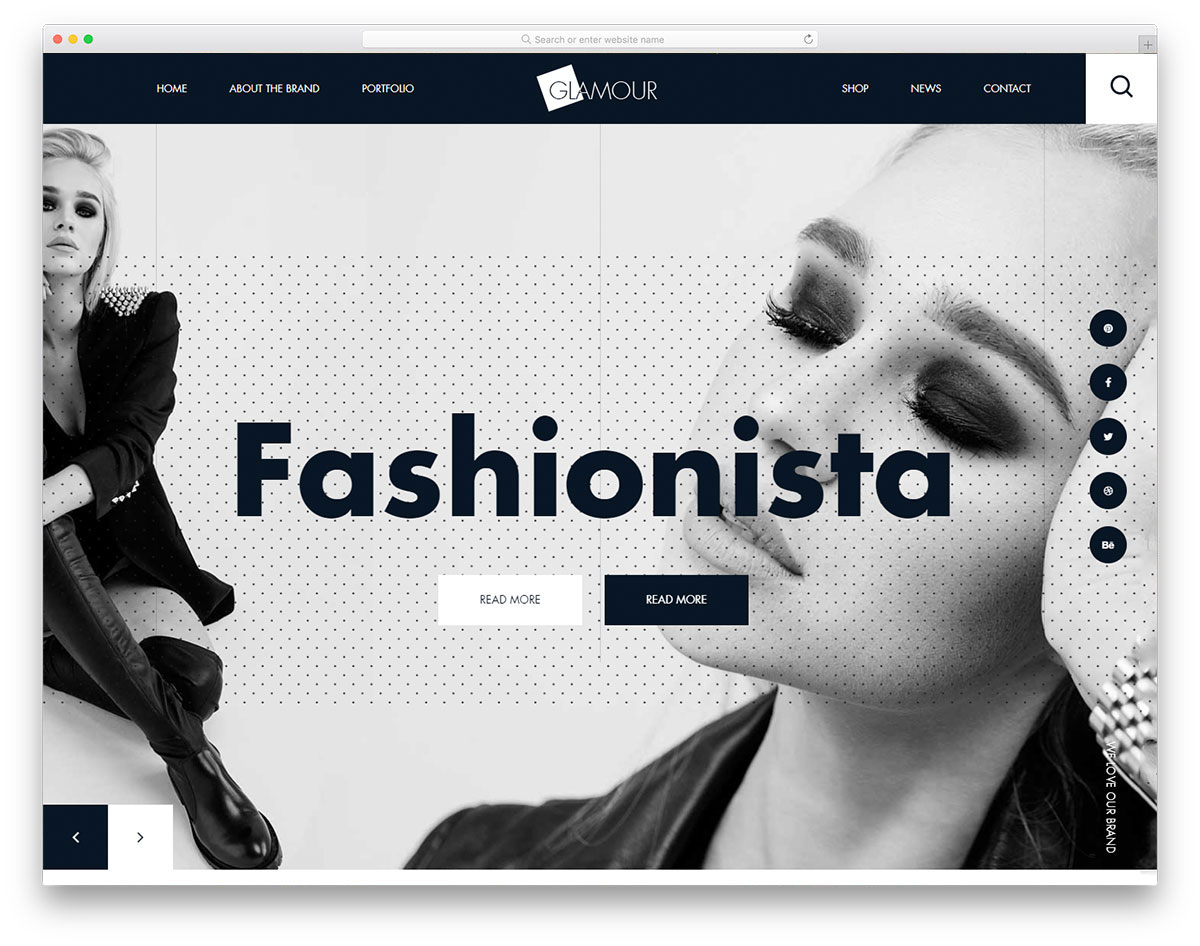 Search or enter website name
HOME
ABOUT THE BRAND
PORTFOLIO
GLAMOUR
SHOP
NEWS
CONTACT
Fashionista
READ MORE
READ MORE
Bē
WE LOVE OUR BRAND